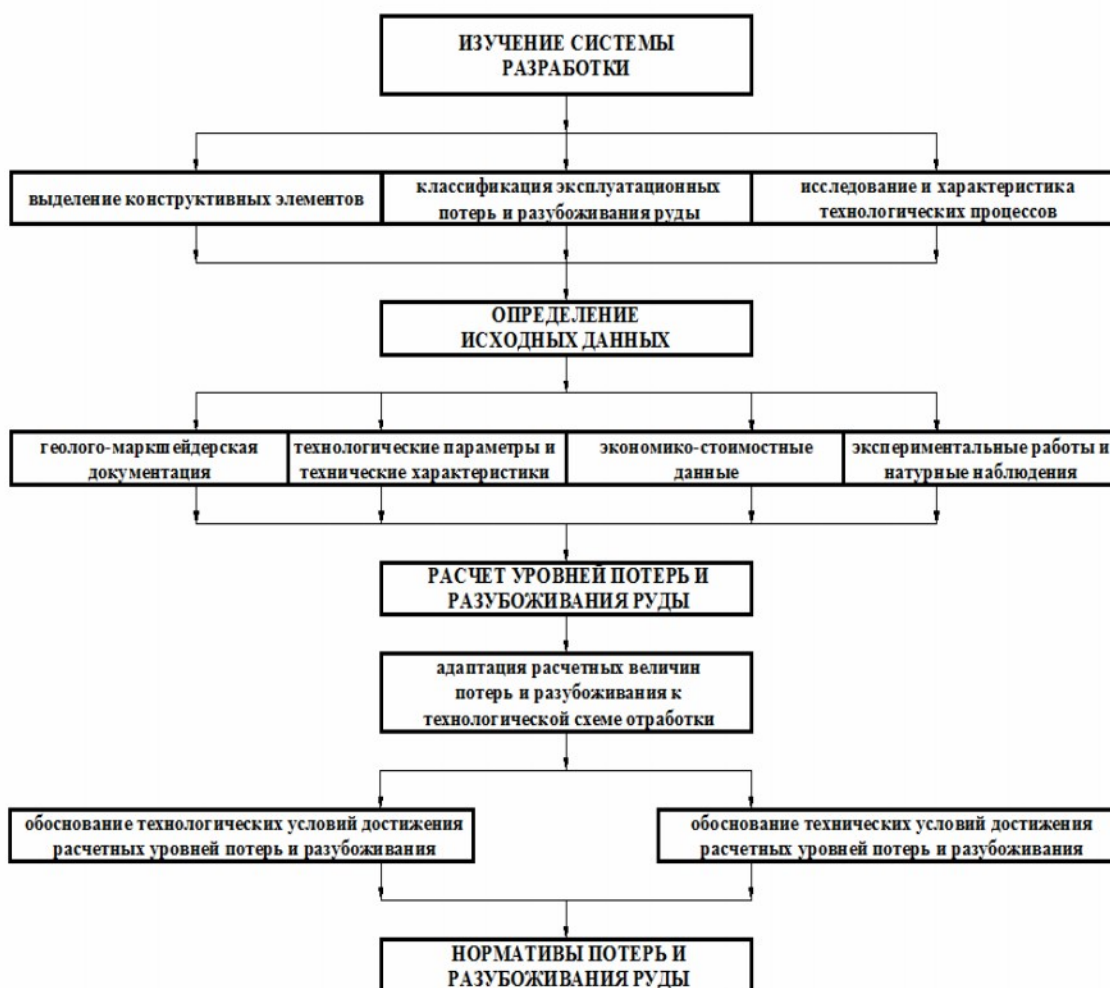 ИЗУЧЕНИЕ СИСТЕМЫ
РАЗРАБОТКИ
выделение конструктивных элементов
классификация эксплуатационных
потерь и разубоживания руды
исследование и характеристика
технологических процессов
ОПРЕДЕЛЕНИЕ
ИСХОДНЫХ ДАННЫХ
геолого-маркшейдерская
документация
технологические параметры и
технические характеристики
экономико-стоимостные
данные
экспериментальные работы и
натурные наблюдения
РАСЧЕТ УРОВНЕЙ ПОТЕРЬ И
РАЗУБОЖИВАНИЯ РУДЫ
адаптация расчетных величин
потерь и разубоживания к
технологической схеме отработки
обоснование технологических условий достижения
расчетных уровней потерь и разубоживания
обоснование технических условий достижения
расчетных уровней потерь и разубоживания
НОРМАТИВЫ ПОТЕРЬ И
РАЗУБОЖИВАНИЯ РУДЫ